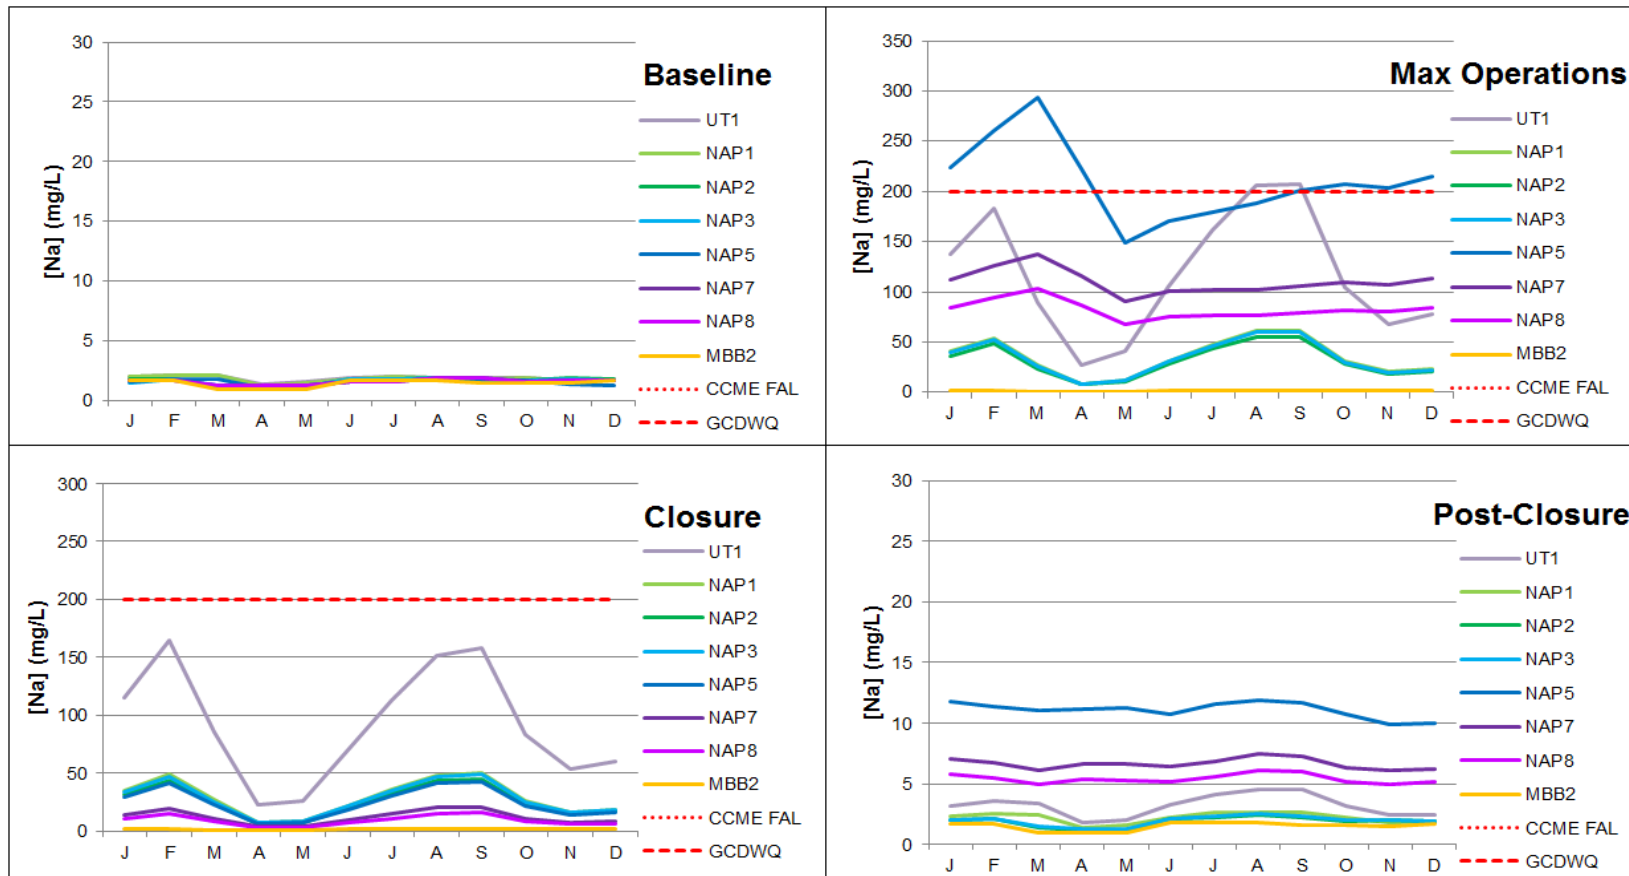 Baseline
[Na] (mg/L)
30
25
20
15
10
5
0
J F M A M J J A S O N D
UT1
NAP1
NAP2
NAP3
NAP5
NAP7
NAP8
MBB2
CCME FAL
GCDWQ
Max Operations
[Na] (mg/L)
350
300
250
200
150
100
50
0
J F M A M J J A S O N D
UT1
NAP1
NAP2
NAP3
NAP5
NAP7
NAP8
MBB2
CCME FAL
GCDWQ
Closure
[Na] (mg/L)
300
250
200
150
100
50
0
J F M A M J J A S O N D
UT1
NAP1
NAP2
NAP3
NAP5
NAP7
NAP8
MBB2
CCME FAL
GCDWQ
Post-Closure
[Na] (mg/L)
30
25
20
15
10
5
0
J F M A M J J A S O N D
UT1
NAP1
NAP2
NAP3
NAP5
NAP7
NAP8
MBB2
CCME FAL
GCDWQ